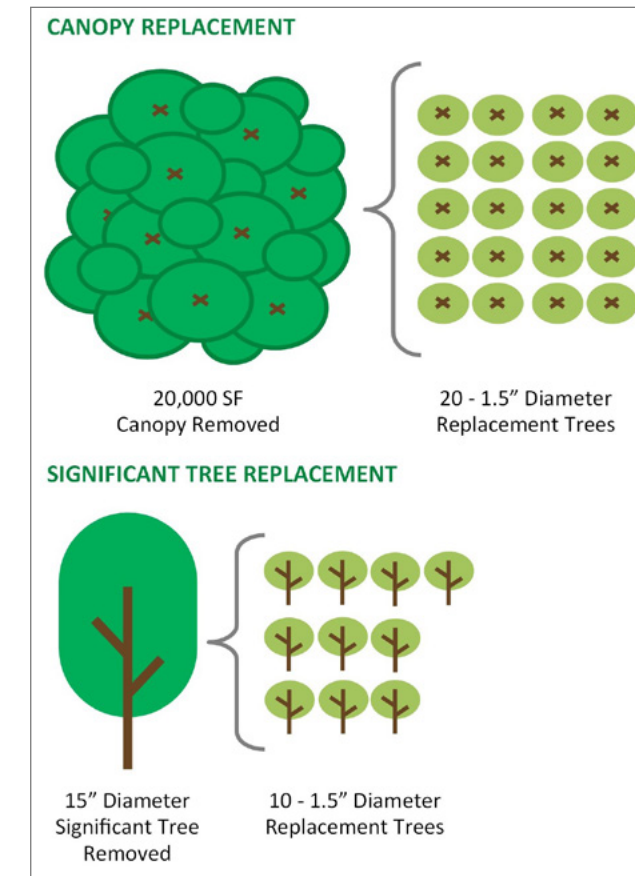 CANOPY REPLACEMENT
20,000 SF
Canopy Removed
20 - 1.5” Diameter
Replacement Trees
SIGNIFICANT TREE REPLACEMENT
15” Diameter
Significant Tree
Removed
10 - 1.5” Diameter
Replacement Trees